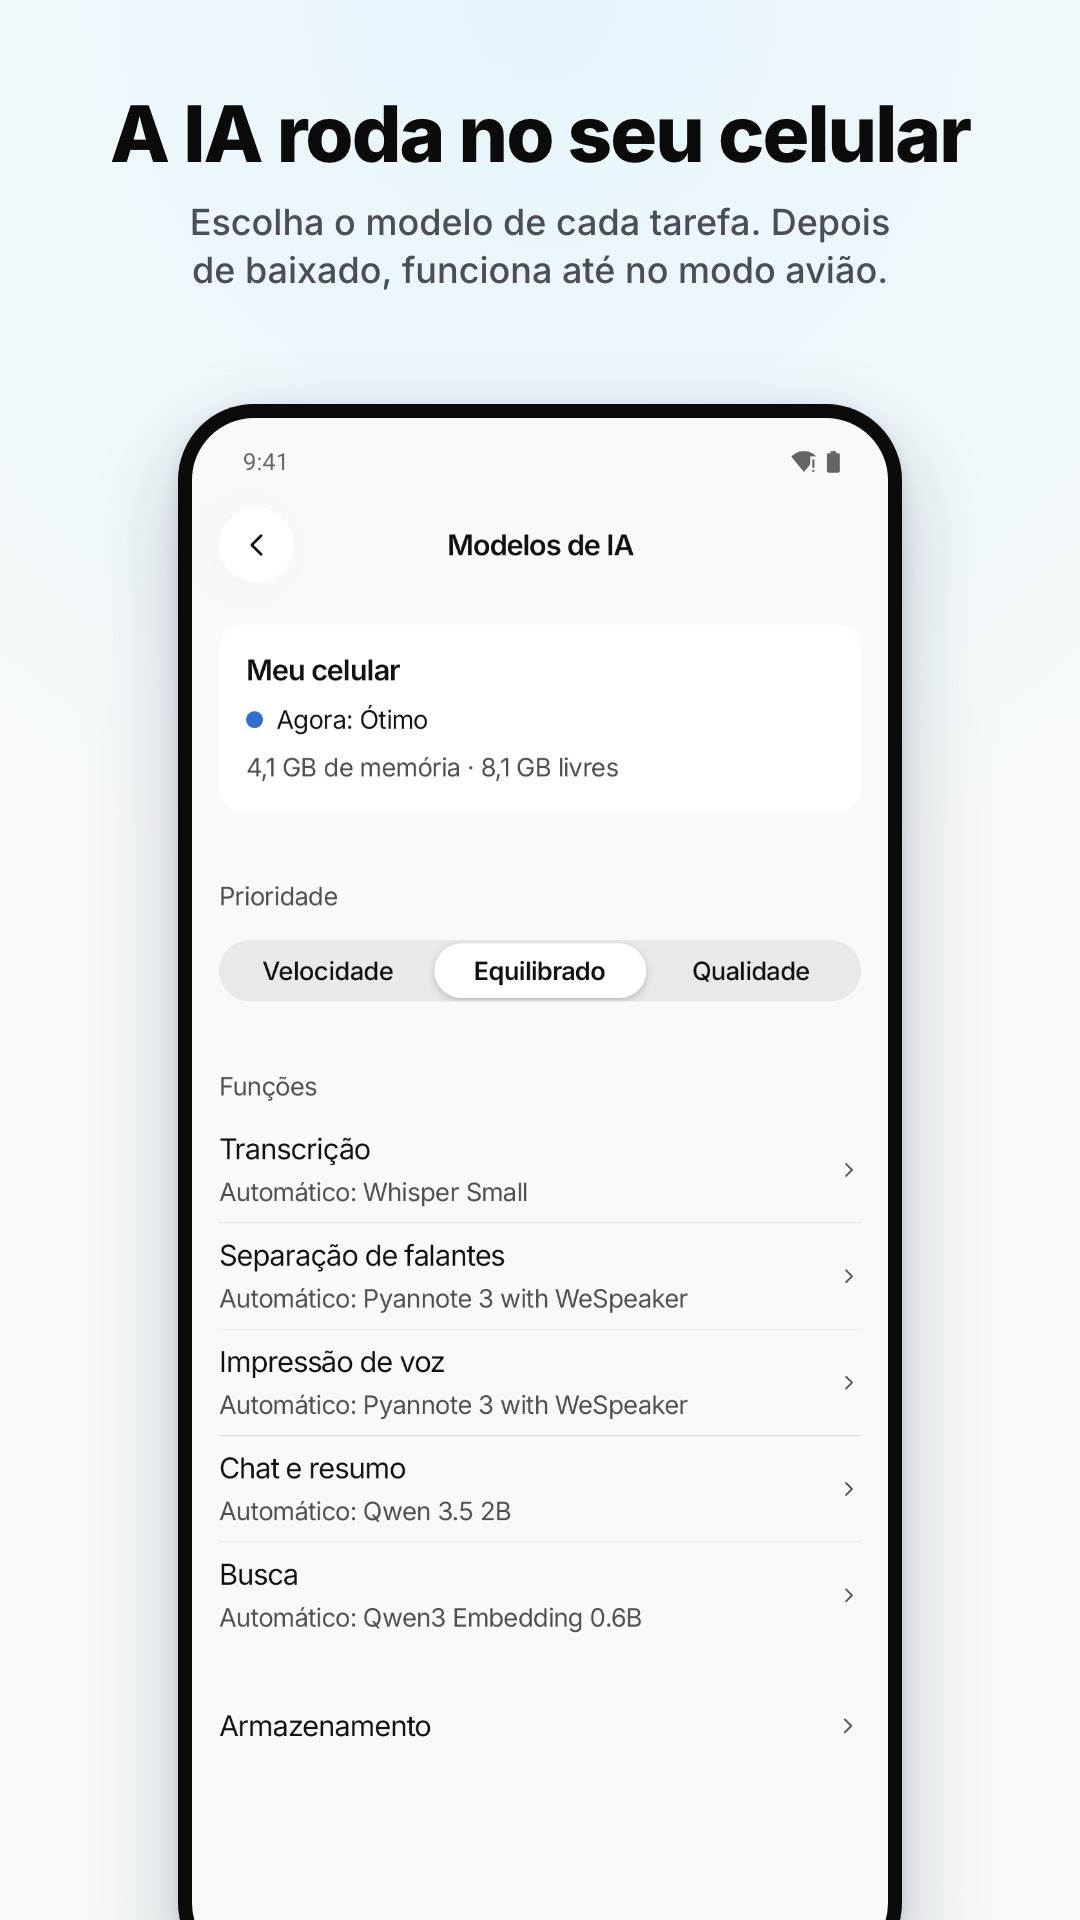 A IA roda no seu celular
Escolha o modelo de cada tarefa. Depois
de baixado, funciona até no modo avião.
9:41
Modelos de IA
Meu celular
Agora: Ótimo
4,1 GB de memória · 8,1 GB livres
Prioridade
Velocidade
Equilibrado
Qualidade
Funções
Transcrição
Automático: Whisper Small
Separação de falantes
Automático: Pyannote 3 with WeSpeaker
Impressão de voz
Automático: Pyannote 3 with WeSpeaker
Chat e resumo
Automático: Qwen 3.5 2B
Busca
Automático: Qwen3 Embedding 0.6B
Armazenamento